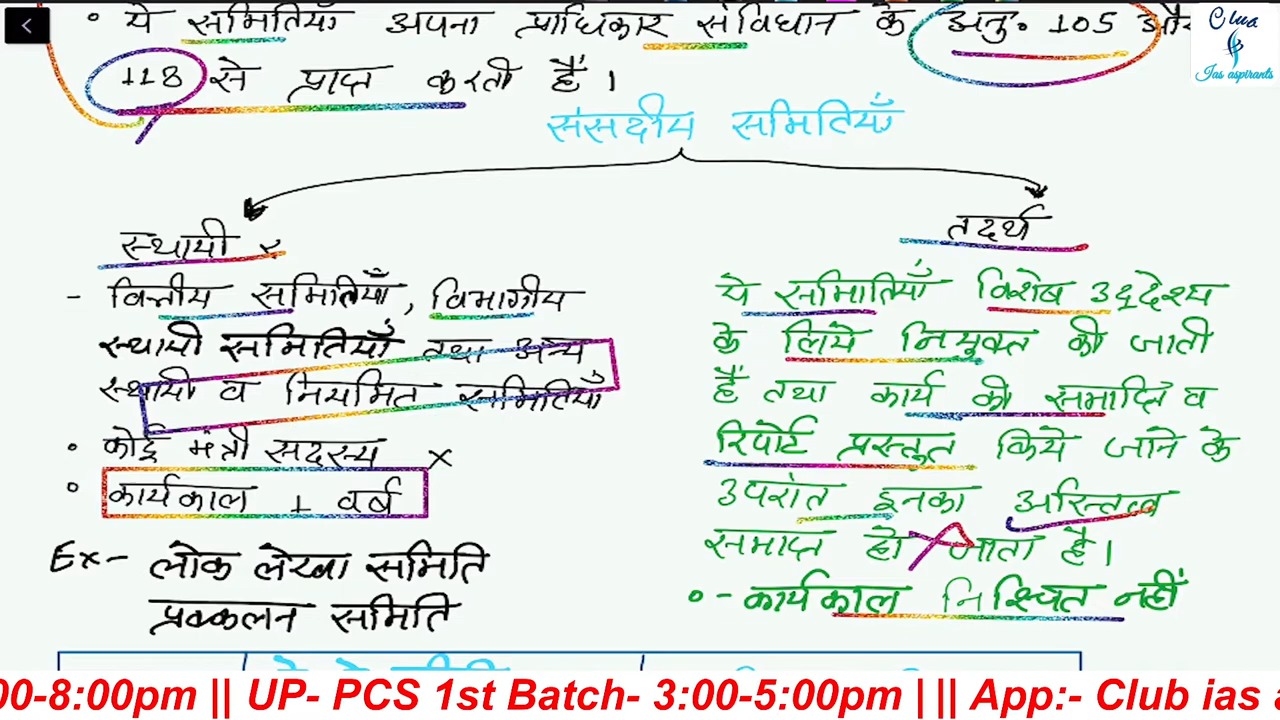 • ये समितियाँ अपना प्राधिकार संविधान के अनु॰ 105 और
118 से प्राप्त करती हैं ।
Club
Ias aspirants
संसदीय समितियाँ
स्थायी
- वित्तीय समितियाँ, विभागीय
स्थायी समितियाँ तथा अन्य
स्थायी व नियमित समितियाँ
• कोई मंत्री सदस्य ×
• कार्यकाल 1 वर्ष
Ex- लोक लेखा समिति
प्राक्कलन समिति
तदर्थ
ये समितियाँ विशेष उद्देश्य
के लिये नियुक्त की जाती
हैं तथा कार्य की समाप्ति व
रिपोर्ट प्रस्तुत किये जाने के
उपरांत इनका अस्तित्व
समाप्त हो जाता है ।
• - कार्यकाल निश्चित नहीं
00-8:00pm || UP- PCS 1st Batch- 3:00-5:00pm | || App:- Club ias